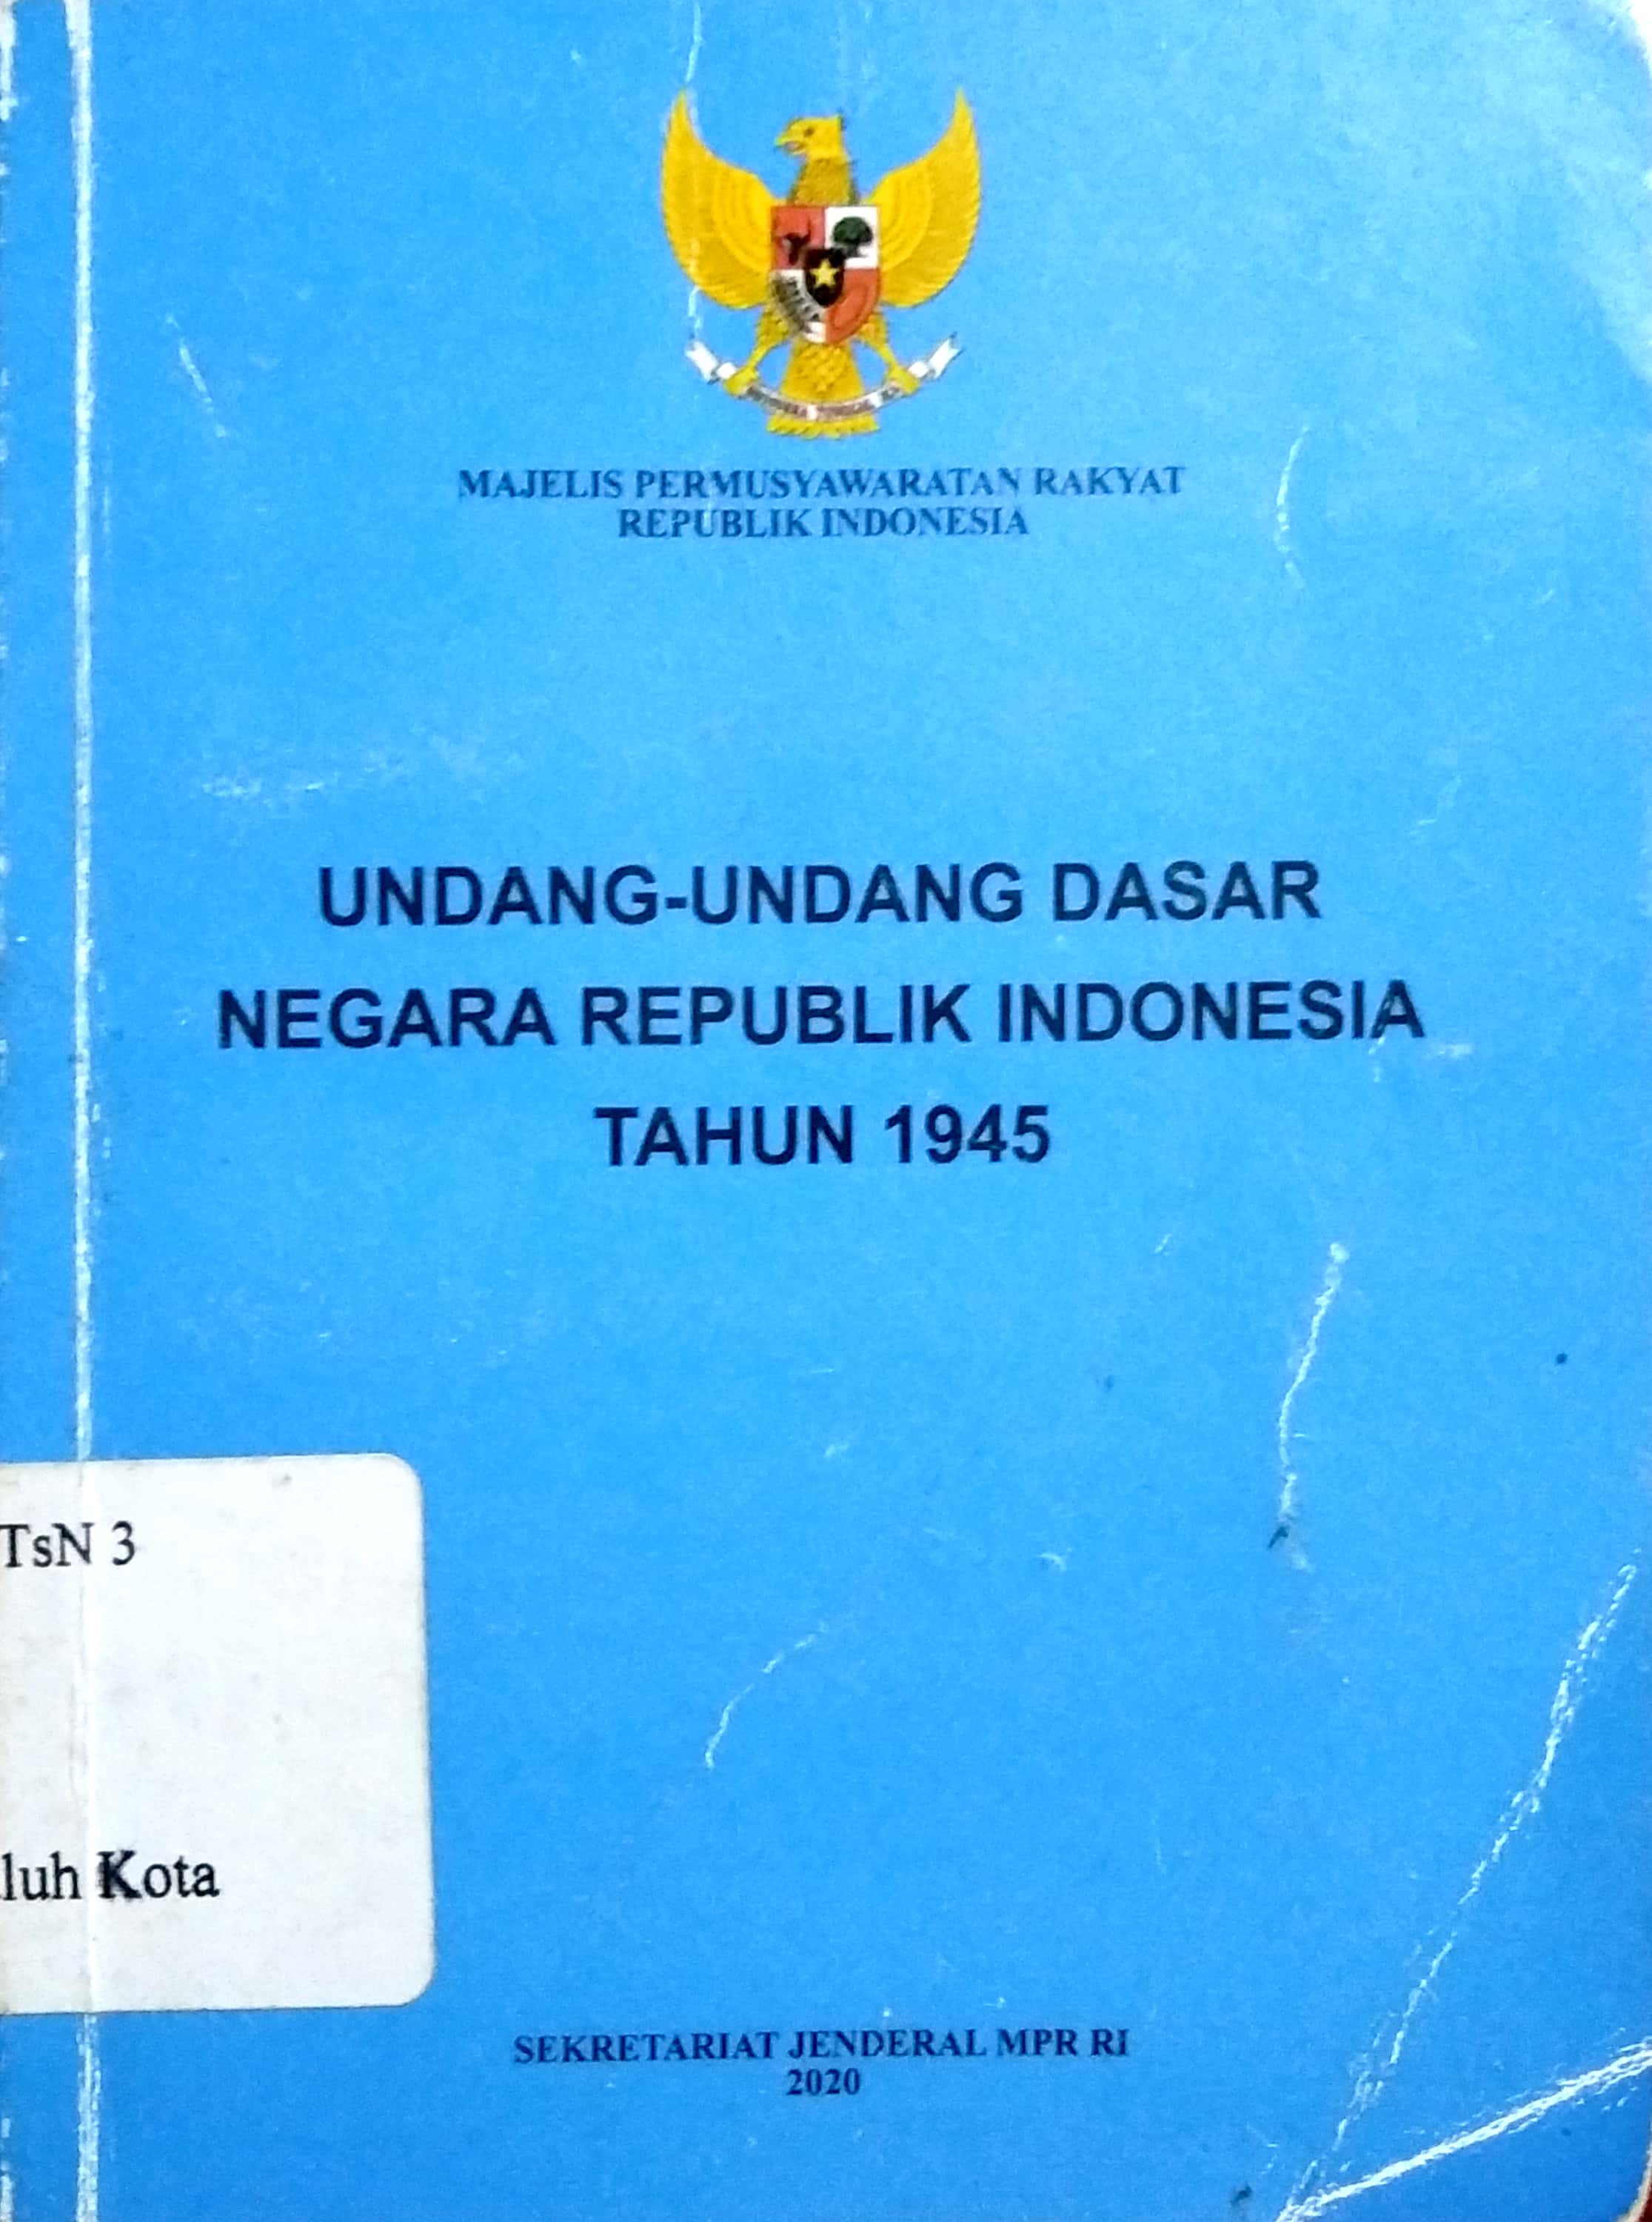 MAJELIS PERMUSYAWARATAN RAKYAT
REPUBLIK INDONESIA
UNDANG-UNDANG DASAR
NEGARA REPUBLIK INDONESIA
TAHUN 1945
TsN 3
luh Kota
SEKRETARIAT JENDERAL MPR RI
2020